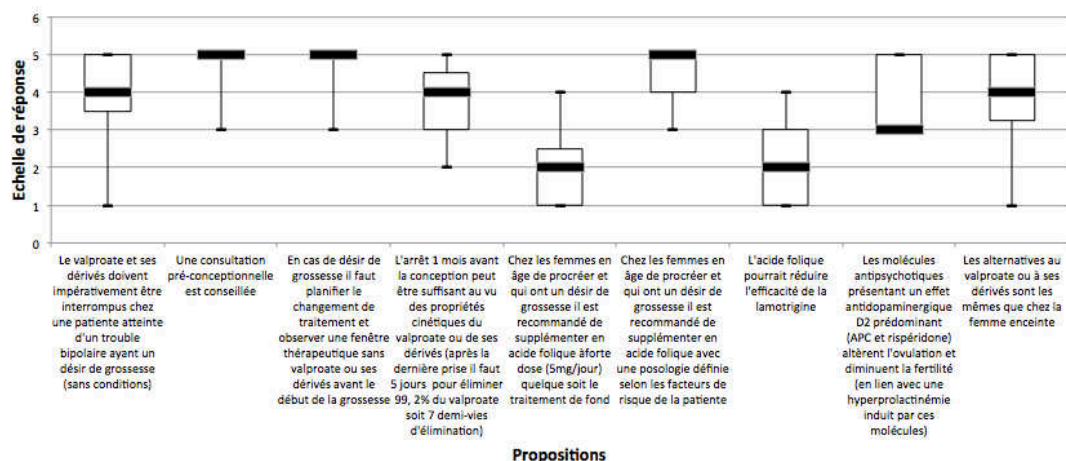 6
5
4
3
2
1
0
Echelle de réponse
Le valproate et ses
dérivés doivent
impérativement être
interrompus chez
une patiente atteinte
d'un trouble
bipolaire ayant un
désir de grossesse
(sans conditions)
Une consultation
pré-conceptionnelle
est conseillée
En cas de désir de
grossesse il faut
planifier le
changement de
traitement et
observer une fenêtre
thérapeutique sans
valproate ou ses
dérivés avant le
début de la grossesse
L'arrêt 1 mois avant
la conception peut
être suffisant au vu
des propriétés
cinétiques du
valproate ou de ses
dérivés (après la
dernière prise il faut
5 jours pour éliminer
99, 2% du valproate
soit 7 demi-vies
d'élimination)
Chez les femmes en
âge de procréer et
qui ont un désir de
grossesse il est
recommandé de
supplémenter en
acide folique àforte
dose (5mg/jour)
quelque soit le
traitement de fond
Chez les femmes en
âge de procréer et
qui ont un désir de
grossesse il est
recommandé de
supplémenter en
acide folique avec
une posologie définie
selon les facteurs de
risque de la patiente
L'acide folique
pourrait réduire
l'efficacité de la
lamotrigine
Les molécules
antipsychotiques
présentant un effet
antidopaminergique
D2 prédominant
(APC et rispéridone)
altèrent l'ovulation et
diminuent la fertilité
(en lien avec une
hyperprolactinémie
induit par ces
molécules)
Les alternatives au
valproate ou à ses
dérivés sont les
mêmes que chez la
femme enceinte
Propositions